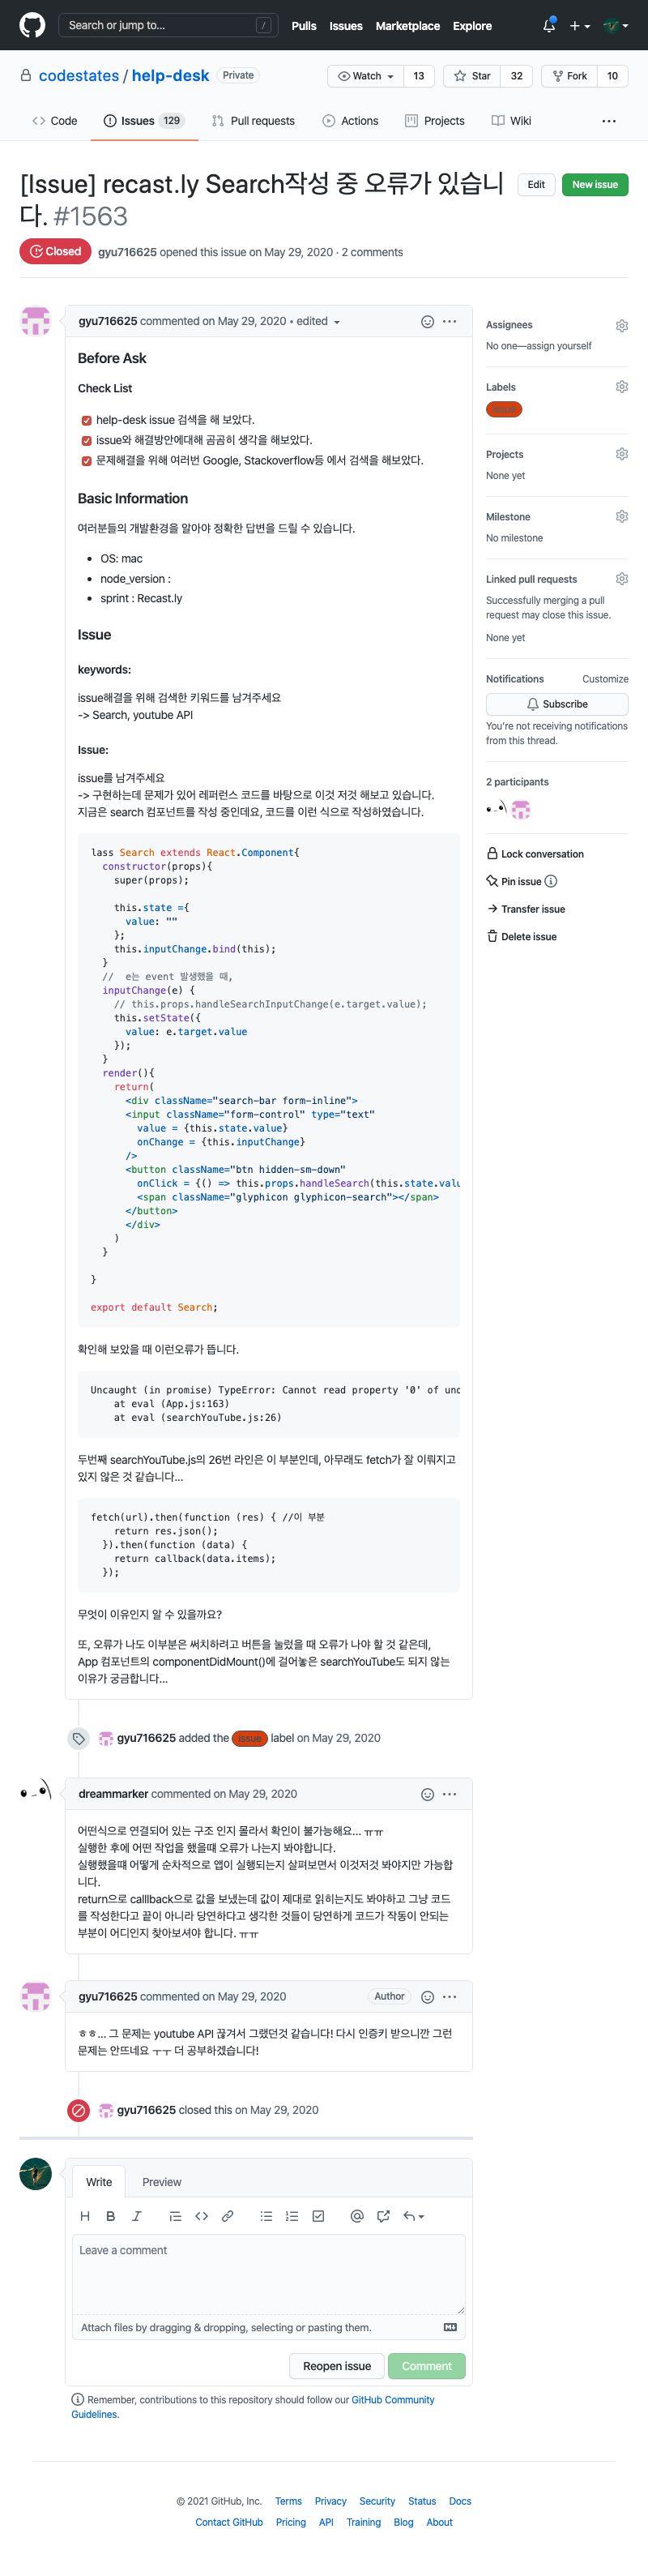 Search or jump to... /
Pulls Issues Marketplace Explore
codestates / help-desk Private
Watch 13 Star 32 Fork 10
Code Issues 129 Pull requests Actions Projects Wiki
[Issue] recast.ly Search작성 중 오류가 있습니
다. #1563
Edit New issue
Closed gyu716625 opened this issue on May 29, 2020 · 2 comments
gyu716625 commented on May 29, 2020 • edited
Before Ask
Check List
help-desk issue 검색을 해 보았다.
issue와 해결방안에대해 곰곰히 생각을 해보았다.
문제해결을 위해 여러번 Google, Stackoverflow등 에서 검색을 해보았다.
Basic Information
여러분들의 개발환경을 알아야 정확한 답변을 드릴 수 있습니다.
OS: mac
node_version :
sprint : Recast.ly
Issue
keywords:
issue해결을 위해 검색한 키워드를 남겨주세요
-> Search, youtube API
Issue:
issue를 남겨주세요
-> 구현하는데 문제가 있어 레퍼런스 코드를 바탕으로 이것 저것 해보고 있습니다.
지금은 search 컴포넌트를 작성 중인데요, 코드를 이런 식으로 작성하였습니다.
lass Search extends React.Component{
constructor(props){
super(props);
this.state ={
value: ""
};
this.inputChange.bind(this);
}
// e는 event 발생했을 때,
inputChange(e) {
// this.props.handleSearchInputChange(e.target.value);
this.setState({
value: e.target.value
});
}
render(){
return(
<div className="search-bar form-inline">
<input className="form-control" type="text"
value = {this.state.value}
onChange = {this.inputChange}
/>
<button className="btn hidden-sm-down"
onClick = {() => this.props.handleSearch(this.state.valu
<span className="glyphicon glyphicon-search"></span>
</button>
</div>
)
}
}
export default Search;
확인해 보았을 때 이런오류가 뜹니다.
Uncaught (in promise) TypeError: Cannot read property '0' of und
at eval (App.js:163)
at eval (searchYouTube.js:26)
두번째 searchYouTube.js의 26번 라인은 이 부분인데, 아무래도 fetch가 잘 이뤄지고
있지 않은 것 같습니다...
fetch(url).then(function (res) { //이 부분
return res.json();
}).then(function (data) {
return callback(data.items);
});
무엇이 이유인지 알 수 있을까요?
또, 오류가 나도 이부분은 써치하려고 버튼을 눌렀을 때 오류가 나야 할 것 같은데,
App 컴포넌트의 componentDidMount()에 걸어놓은 searchYouTube도 되지 않는
이유가 궁금합니다...
gyu716625 added the issue label on May 29, 2020
dreammarker commented on May 29, 2020
어떤식으로 연결되어 있는 구조 인지 몰라서 확인이 불가능해요... ㅠㅠ
실행한 후에 어떤 작업을 했을떄 오류가 나는지 봐야합니다.
실행했을떄 어떻게 순차적으로 앱이 실행되는지 살펴보면서 이것저것 봐야지만 가능합
니다.
return으로 calllback으로 값을 보냈는데 값이 제대로 읽히는지도 봐야하고 그냥 코드
를 작성한다고 끝이 아니라 당연하다고 생각한 것들이 당연하게 코드가 작동이 안되는
부분이 어디인지 찾아보셔야 합니다. ㅠㅠ
gyu716625 commented on May 29, 2020 Author
ㅎㅎ... 그 문제는 youtube API 끊겨서 그랬던것 같습니다! 다시 인증키 받으니깐 그런
문제는 안뜨네요 ㅜㅜ 더 공부하겠습니다!
gyu716625 closed this on May 29, 2020
Write Preview
Leave a comment
Attach files by dragging & dropping, selecting or pasting them.
Reopen issue Comment
Remember, contributions to this repository should follow our GitHub Community
Guidelines.
Assignees
No one—assign yourself
Labels
issue
Projects
None yet
Milestone
No milestone
Linked pull requests
Successfully merging a pull
request may close this issue.
None yet
Notifications Customize
Subscribe
You're not receiving notifications
from this thread.
2 participants
Lock conversation
Pin issue
Transfer issue
Delete issue
© 2021 GitHub, Inc. Terms Privacy Security Status Docs
Contact GitHub Pricing API Training Blog About